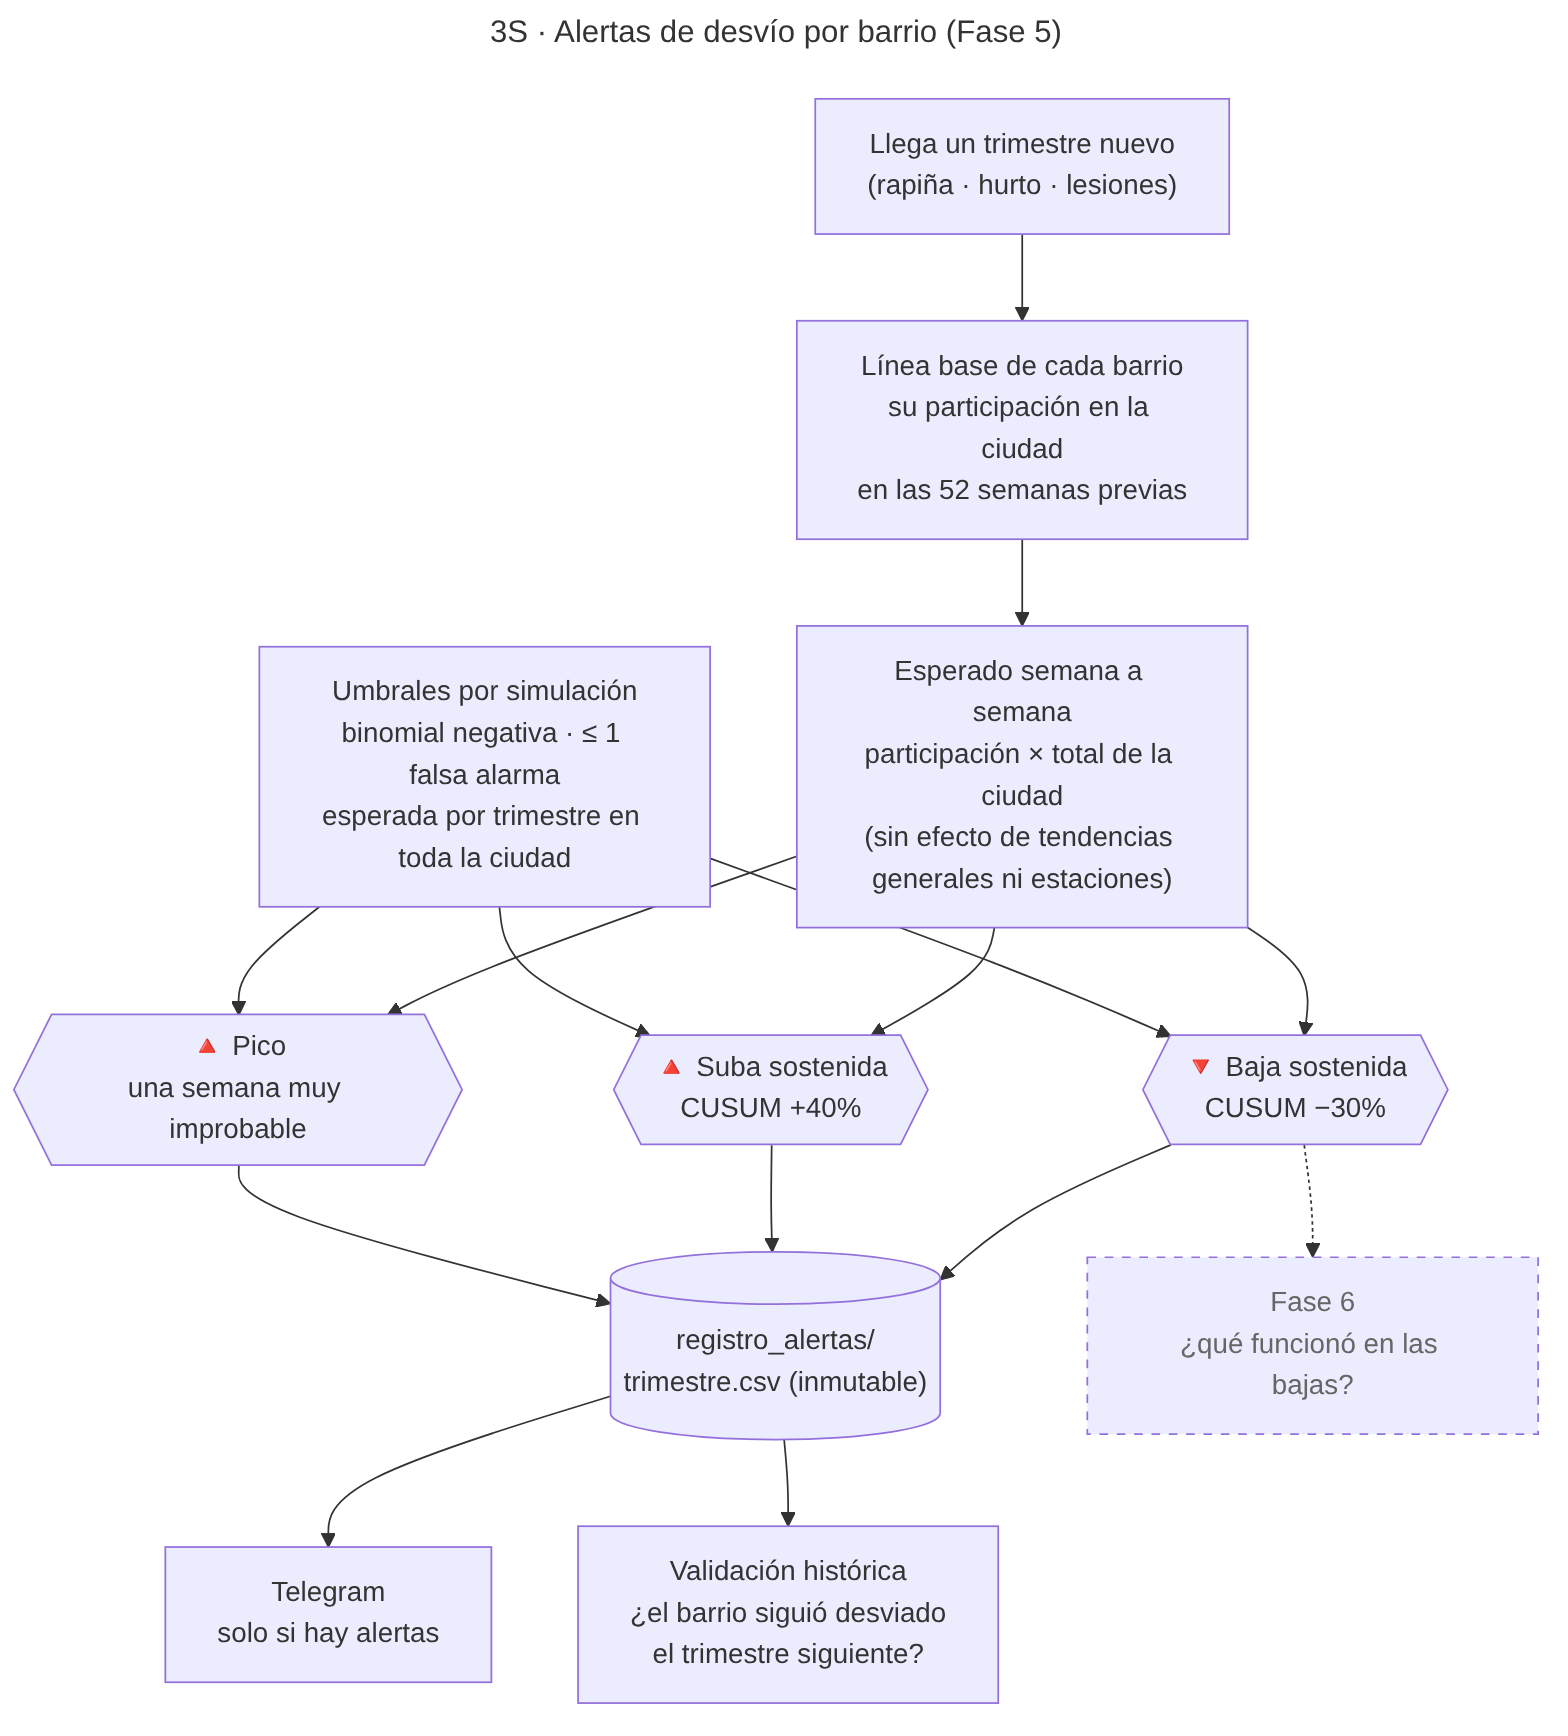 3S · Alertas de desvío por barrio (Fase 5)
Llega un trimestre nuevo
(rapiña · hurto · lesiones)
Línea base de cada barrio
su participación en la
ciudad
en las 52 semanas previas
Umbrales por simulación
binomial negativa · ≤ 1
falsa alarma
esperada por trimestre en
toda la ciudad
Esperado semana a
semana
participación × total de la
ciudad
(sin efecto de tendencias
generales ni estaciones)
🔺 Pico
una semana muy
improbable
🔺 Suba sostenida
CUSUM +40%
🔻 Baja sostenida
CUSUM −30%
registro_alertas/
trimestre.csv (inmutable)
Fase 6
¿qué funcionó en las
bajas?
Telegram
solo si hay alertas
Validación histórica
¿el barrio siguió desviado
el trimestre siguiente?